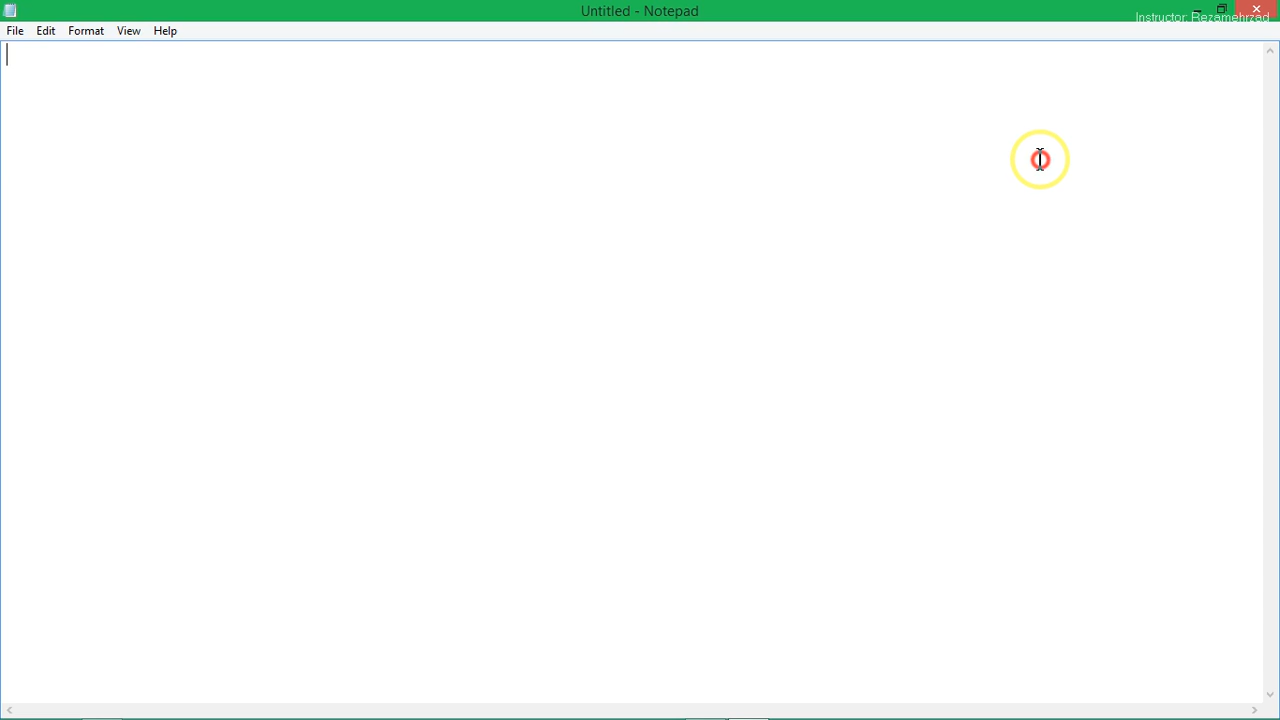 Untitled - Notepad
Instructor: Rezamehrzad
File Edit Format View Help